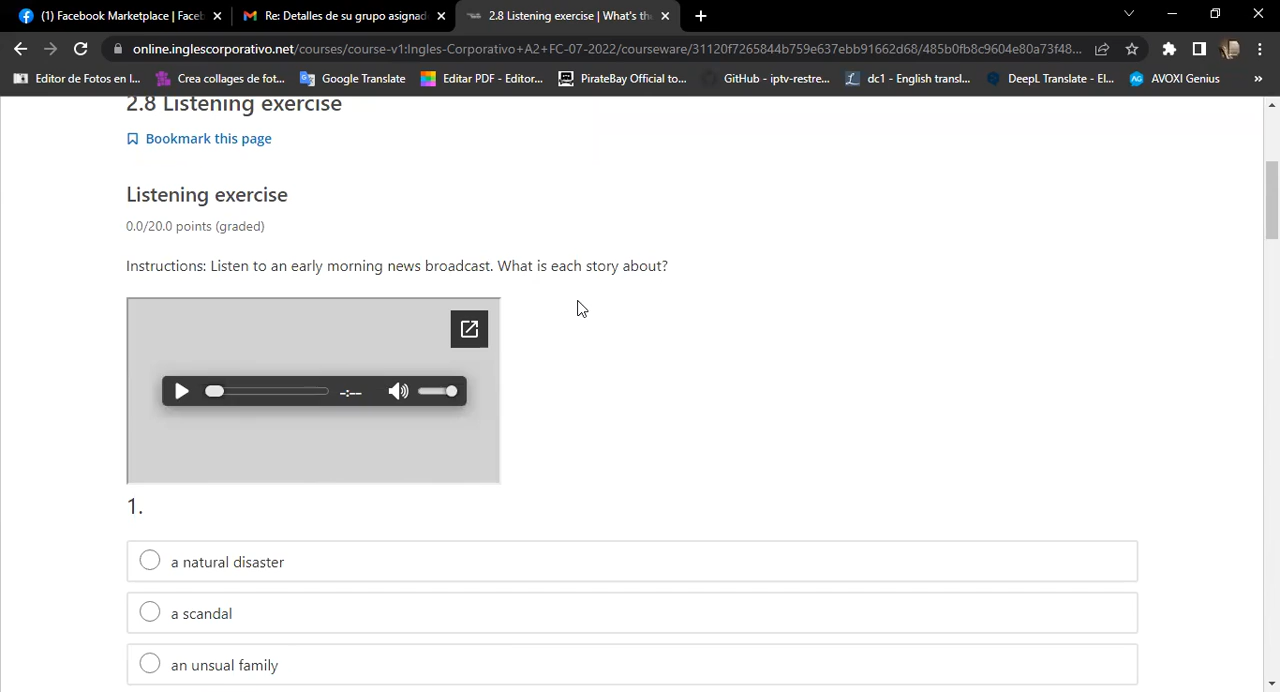 (1) Facebook Marketplace | Faceb
Re: Detalles de su grupo asignad
2.8 Listening exercise | What's th
online.inglescorporativo.net/courses/course-v1:Ingles-Corporativo+A2+FC-07-2022/courseware/31120f7265844b759e637ebb91662d68/485b0fb8c9604e80a73f48...
Editor de Fotos en l...
Crea collages de fot...
Google Translate
Editar PDF - Editor...
PirateBay Official to...
GitHub - iptv-restre...
dc1 - English transl...
DeepL Translate - El...
AVOXI Genius
»
2.8 Listening exercise
Bookmark this page
Listening exercise
0.0/20.0 points (graded)
Instructions: Listen to an early morning news broadcast. What is each story about?
-:--
1.
a natural disaster
a scandal
an unsual family